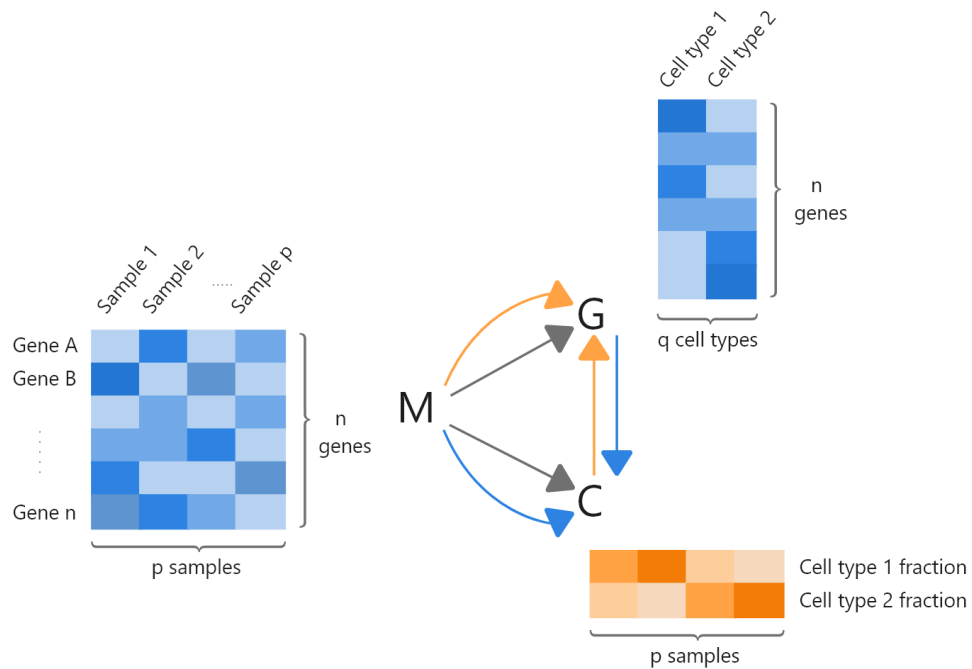 Cell type 1
Cell type 2
n
genes
q cell types
Sample 1
Sample 2
.....
Sample p
Gene A
Gene B
.....
Gene n
n
genes
p samples
M
G
C
Cell type 1 fraction
Cell type 2 fraction
p samples